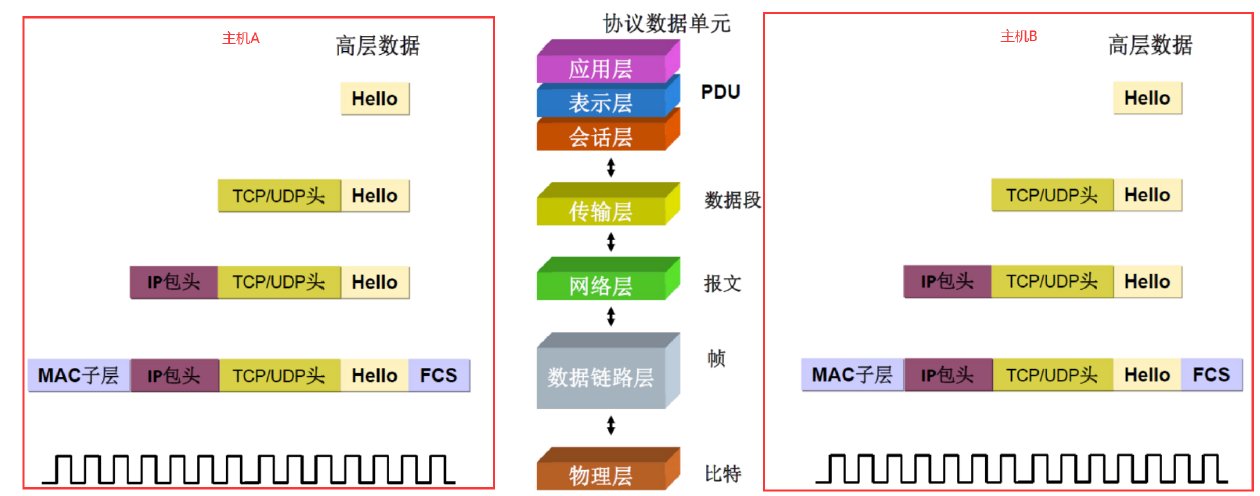 主机A
高层数据
Hello
TCP/UDP头 Hello
IP包头 TCP/UDP头 Hello
MAC子层 IP包头 TCP/UDP头 Hello FCS
协议数据单元
应用层
表示层
会话层
PDU
传输层 数据段
网络层 报文
数据链路层 帧
物理层 比特
主机B
高层数据
Hello
TCP/UDP头 Hello
IP包头 TCP/UDP头 Hello
MAC子层 IP包头 TCP/UDP头 Hello FCS